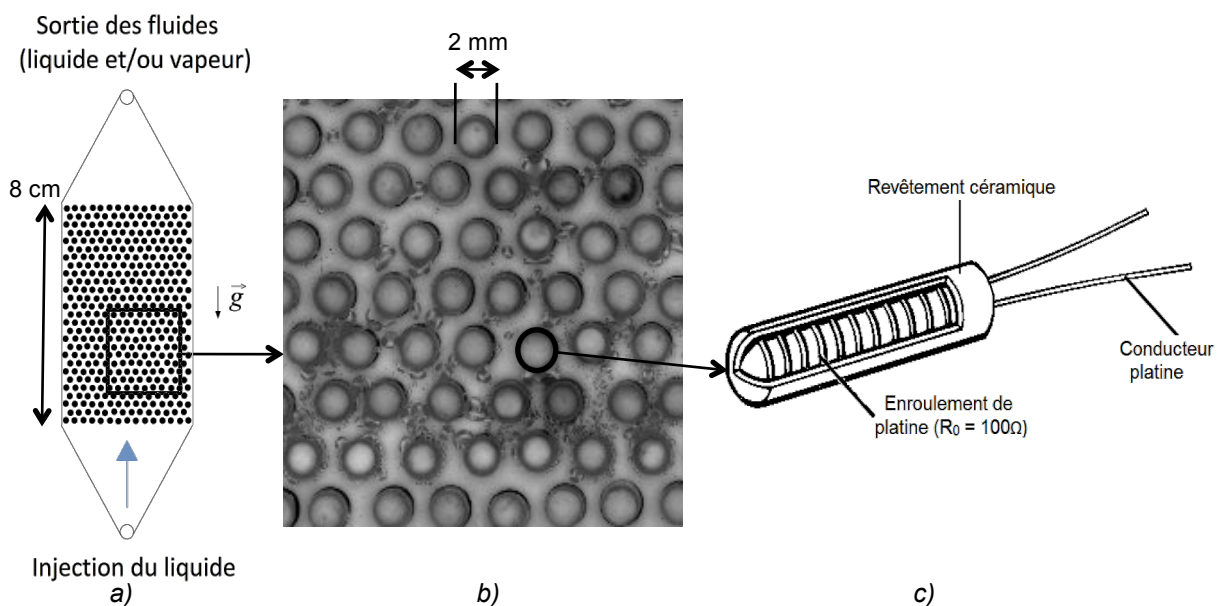 Sortie des fluides
(liquide et/ou vapeur)
8 cm
g
Injection du liquide
a)
2 mm
b)
Revêtement céramique
Conducteur
platine
Enroulement de
platine (R₀ = 100Ω)
c)